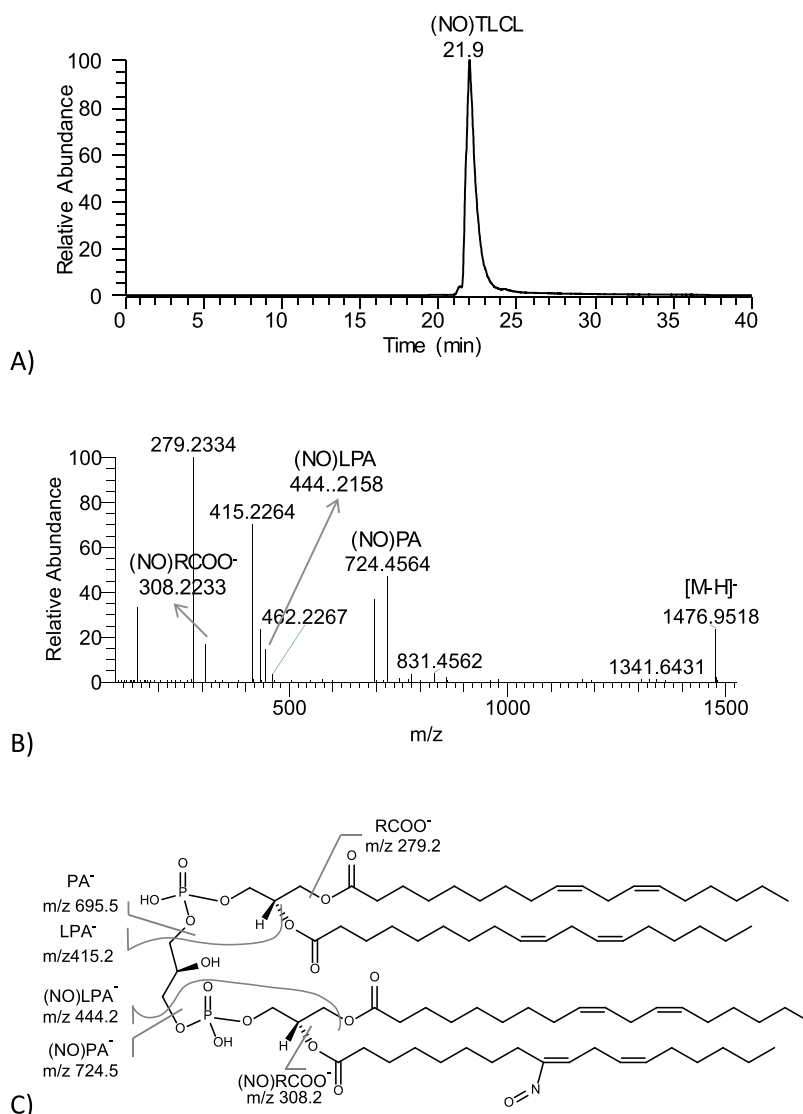 (NO)TLCL
21.9
100
80
60
40
20
0
Relative Abundance
0 5 10 15 20 25 30 35 40
Time (min)
A)
100
80
60
40
20
0
Relative Abundance
279.2334
(NO)LPA
444..2158
415.2264
(NO)PA
724.4564
(NO)RCOO-
308.2233
[M-H]-
1476.9518
462.2267
831.4562
1341.6431
500 1000 1500
m/z
B)
RCOO-
m/z 279.2
PA-
m/z 695.5
LPA-
m/z415.2
(NO)LPA-
m/z 444.2
(NO)PA-
m/z 724.5
(NO)RCOO-
m/z 308.2
O
HO P O
O
O
O
H O
O
OH
O
O
O P O
OH
O
H O
O
N
O
C)